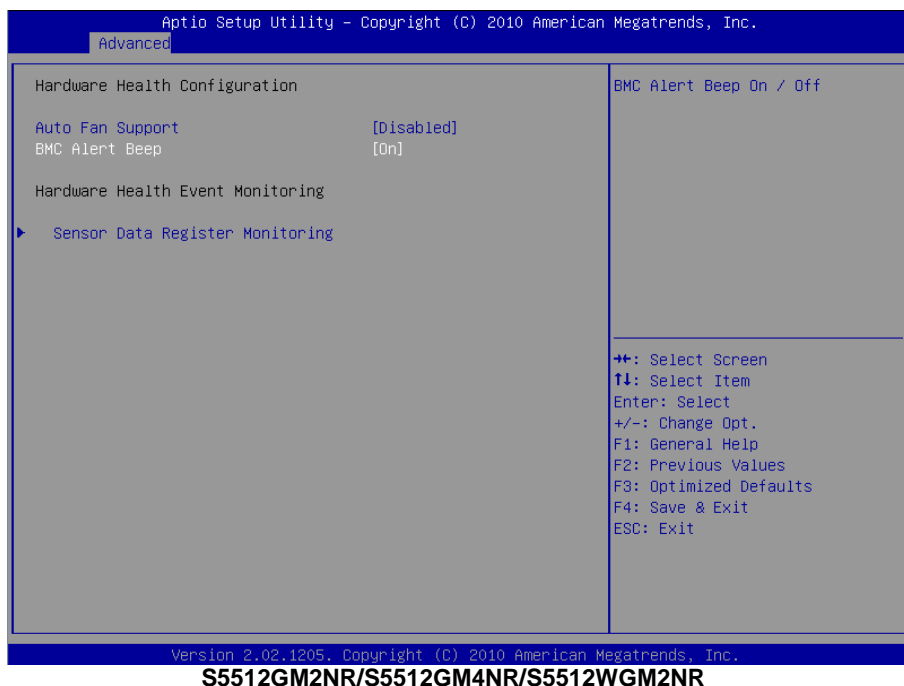 Aptio Setup Utility – Copyright (C) 2010 American Megatrends, Inc.
Advanced
Hardware Health Configuration
Auto Fan Support [Disabled]
BMC Alert Beep [On]
Hardware Health Event Monitoring
Sensor Data Register Monitoring
BMC Alert Beep On / Off
→←: Select Screen
↑↓: Select Item
Enter: Select
+/-: Change Opt.
F1: General Help
F2: Previous Values
F3: Optimized Defaults
F4: Save & Exit
ESC: Exit
Version 2.02.1205. Copyright (C) 2010 American Megatrends, Inc.
S5512GM2NR/S5512GM4NR/S5512WGM2NR